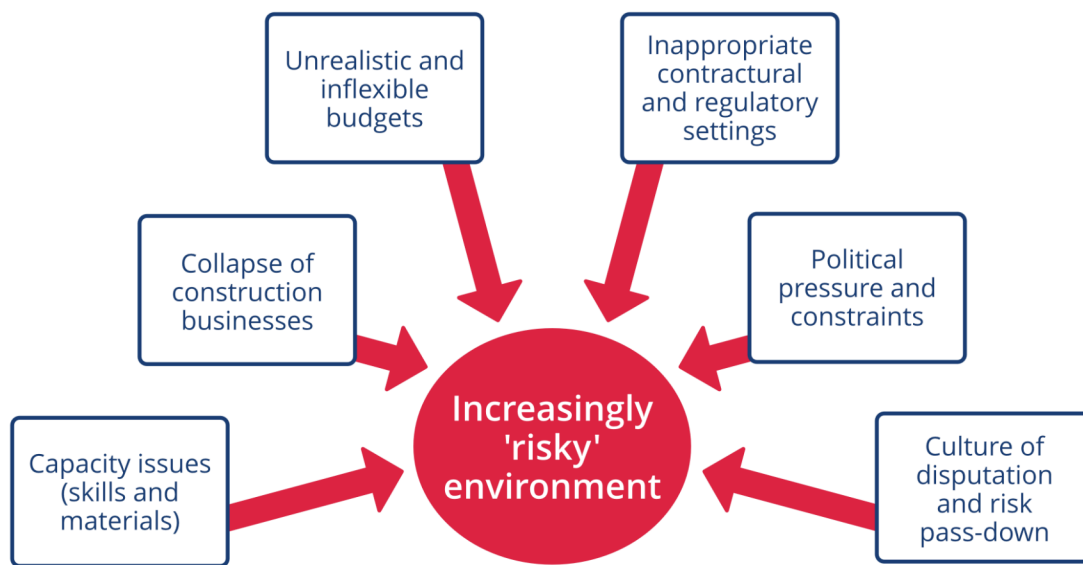 Unrealistic and
inflexible
budgets
Inappropriate
contractural
and regulatory
settings
Collapse of
construction
businesses
Political
pressure and
constraints
Capacity issues
(skills and
materials)
Increasingly
'risky'
environment
Culture of
disputation
and risk
pass-down